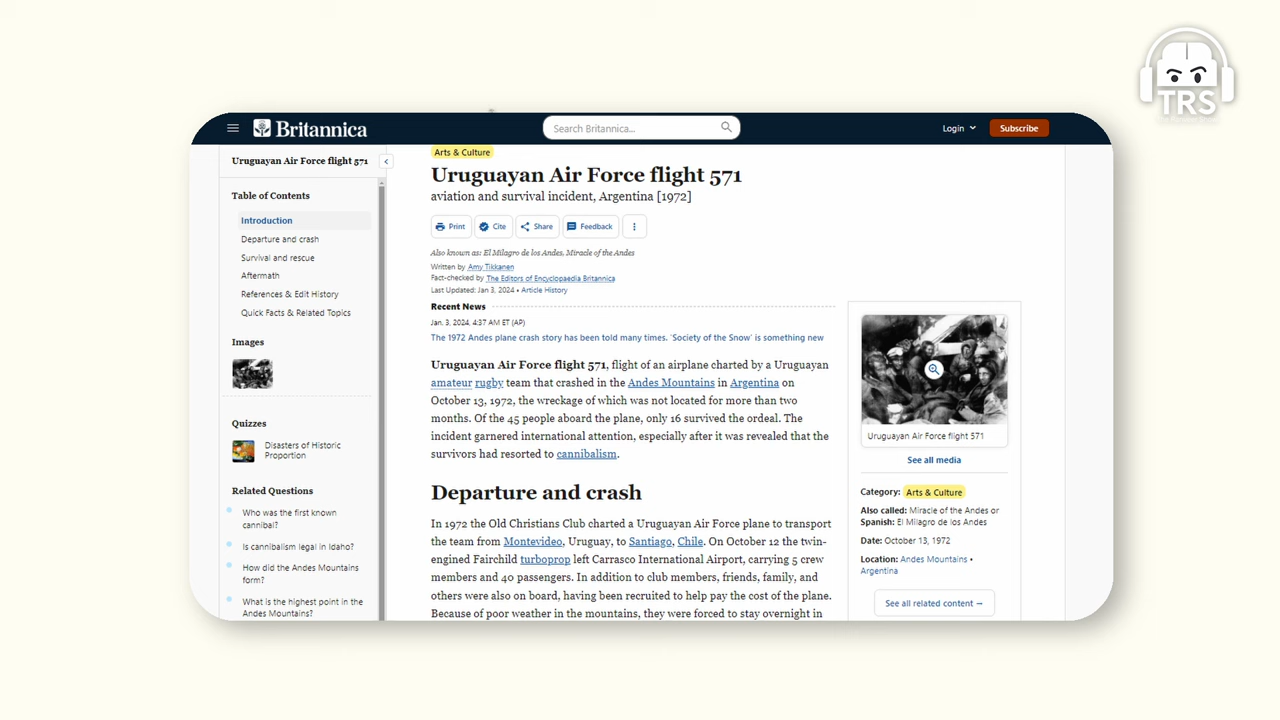 TRS
Britannica
Search Britannica...
Login
Subscribe
Uruguayan Air Force flight 571
Table of Contents
Introduction
Departure and crash
Survival and rescue
Aftermath
References & Edit History
Quick Facts & Related Topics
Images
Quizzes
Disasters of Historic
Proportion
Related Questions
Who was the first known
cannibal?
Is cannibalism legal in Idaho?
How did the Andes Mountains
form?
What is the highest point in the
Andes Mountains?
Arts & Culture
Uruguayan Air Force flight 571
aviation and survival incident, Argentina [1972]
Print
Cite
Share
Feedback
Also known as: El Milagro de los Andes, Miracle of the Andes
Written by Amy Tikkanen
Fact-checked by The Editors of Encyclopaedia Britannica
Last Updated: Jan 3, 2024 • Article History
Recent News
Jan. 3, 2024, 4:37 AM ET (AP)
The 1972 Andes plane crash story has been told many times. 'Society of the Snow' is something new
Uruguayan Air Force flight 571, flight of an airplane charted by a Uruguayan
amateur rugby team that crashed in the Andes Mountains in Argentina on
October 13, 1972, the wreckage of which was not located for more than two
months. Of the 45 people aboard the plane, only 16 survived the ordeal. The
incident garnered international attention, especially after it was revealed that the
survivors had resorted to cannibalism.
Departure and crash
In 1972 the Old Christians Club charted a Uruguayan Air Force plane to transport
the team from Montevideo, Uruguay, to Santiago, Chile. On October 12 the twin-
engined Fairchild turboprop left Carrasco International Airport, carrying 5 crew
members and 40 passengers. In addition to club members, friends, family, and
others were also on board, having been recruited to help pay the cost of the plane.
Because of poor weather in the mountains, they were forced to stay overnight in
Uruguayan Air Force flight 571
See all media
Category: Arts & Culture
Also called: Miracle of the Andes or
Spanish: El Milagro de los Andes
Date: October 13, 1972
Location: Andes Mountains •
Argentina
See all related content →